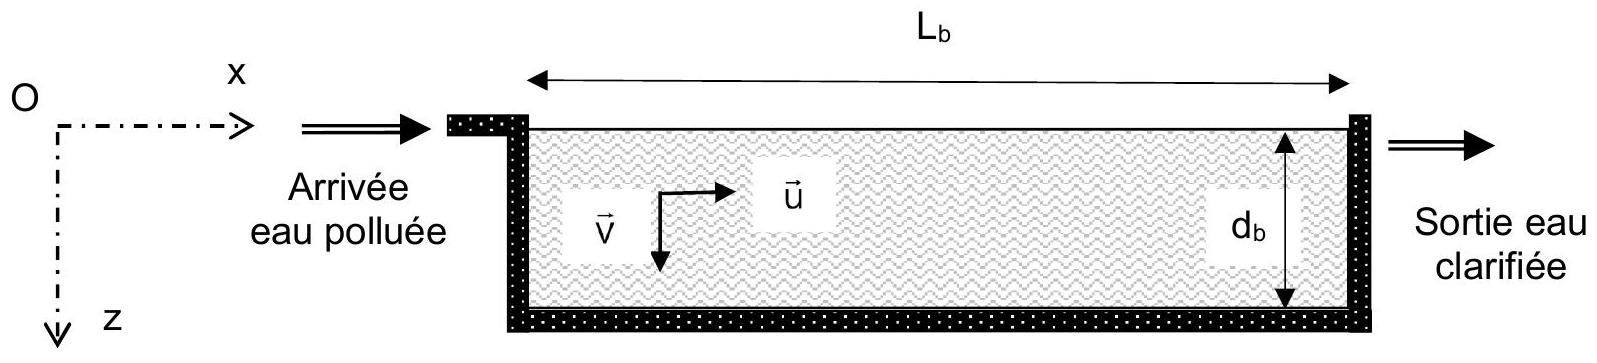 L_b
x
O
Arrivée
eau polluée
z
v⃗
u⃗
d_b
Sortie eau
clarifiée